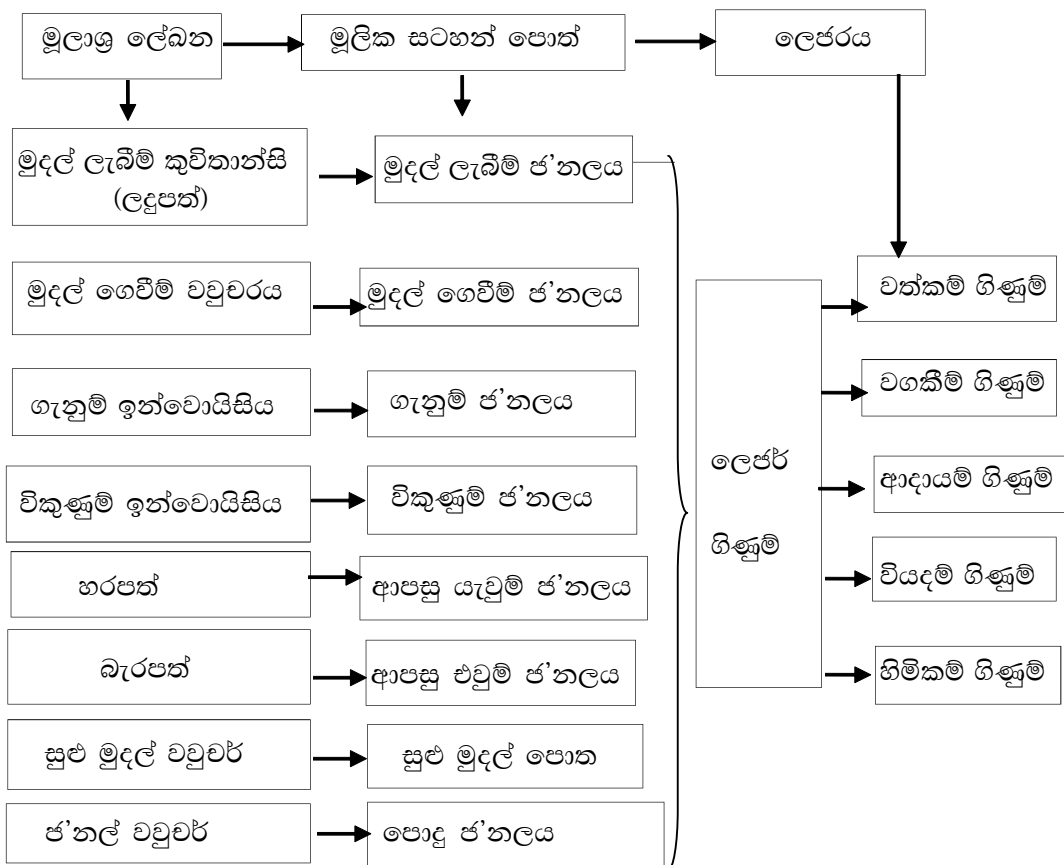 මූලාශ්‍ර ලේඛන
මූලික සටහන් පොත්
ලෙජරය
මුදල් ලැබීම් කුවිතාන්සි
(ලදුපත්)
මුදල් ලැබීම් ජ'නලය
මුදල් ගෙවීම් වවුචරය
මුදල් ගෙවීම් ජ'නලය
ගැනුම් ඉන්වොයිසිය
ගැනුම් ජ'නලය
විකුණුම් ඉන්වොයිසිය
විකුණුම් ජ'නලය
හරපත්
ආපසු යැවුම් ජ'නලය
බැරපත්
ආපසු එවුම් ජ'නලය
සුළු මුදල් වවුචර්
සුළු මුදල් පොත
ජ'නල් වවුචර්
පොදු ජ'නලය
ලෙජර්
ගිණුම්
වත්කම් ගිණුම්
වගකීම් ගිණුම්
ආදායම් ගිණුම්
වියදම් ගිණුම්
හිමිකම් ගිණුම්